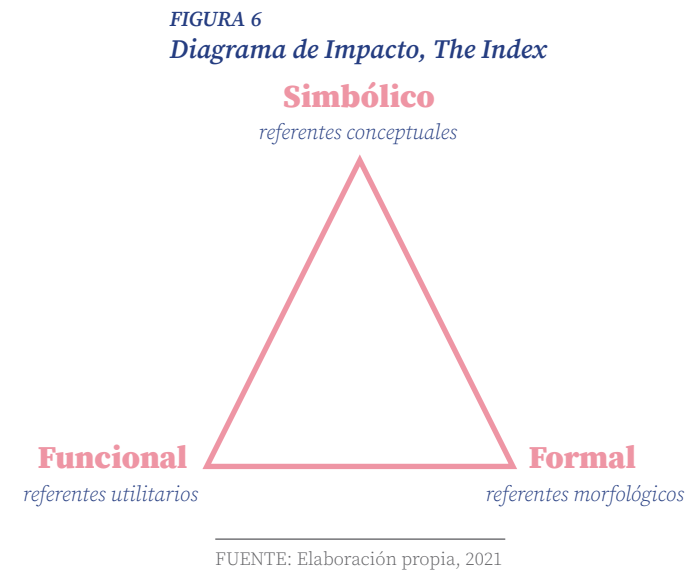 FIGURA 6
Diagrama de Impacto, The Index
Simbólico
referentes conceptuales
Funcional
referentes utilitarios
Formal
referentes morfológicos
FUENTE: Elaboración propia, 2021